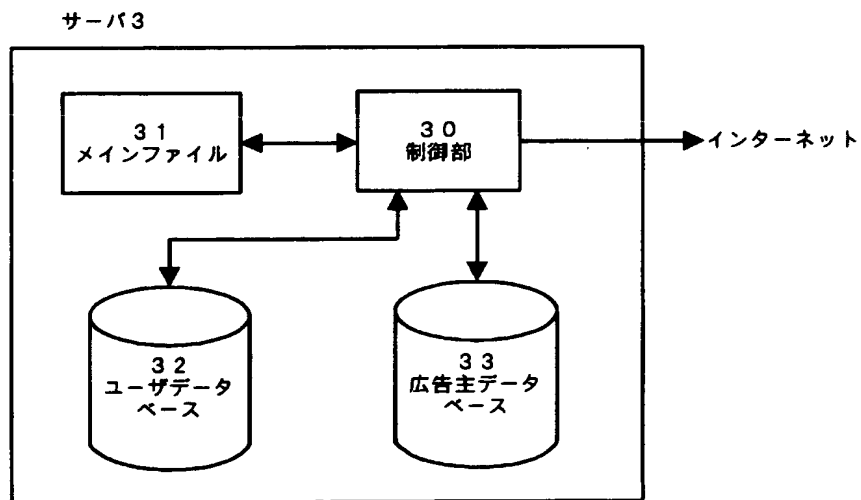 サーバ3
31
メインファイル
30
制御部
インターネット
32
ユーザデータ
ベース
33
広告主データ
ベース